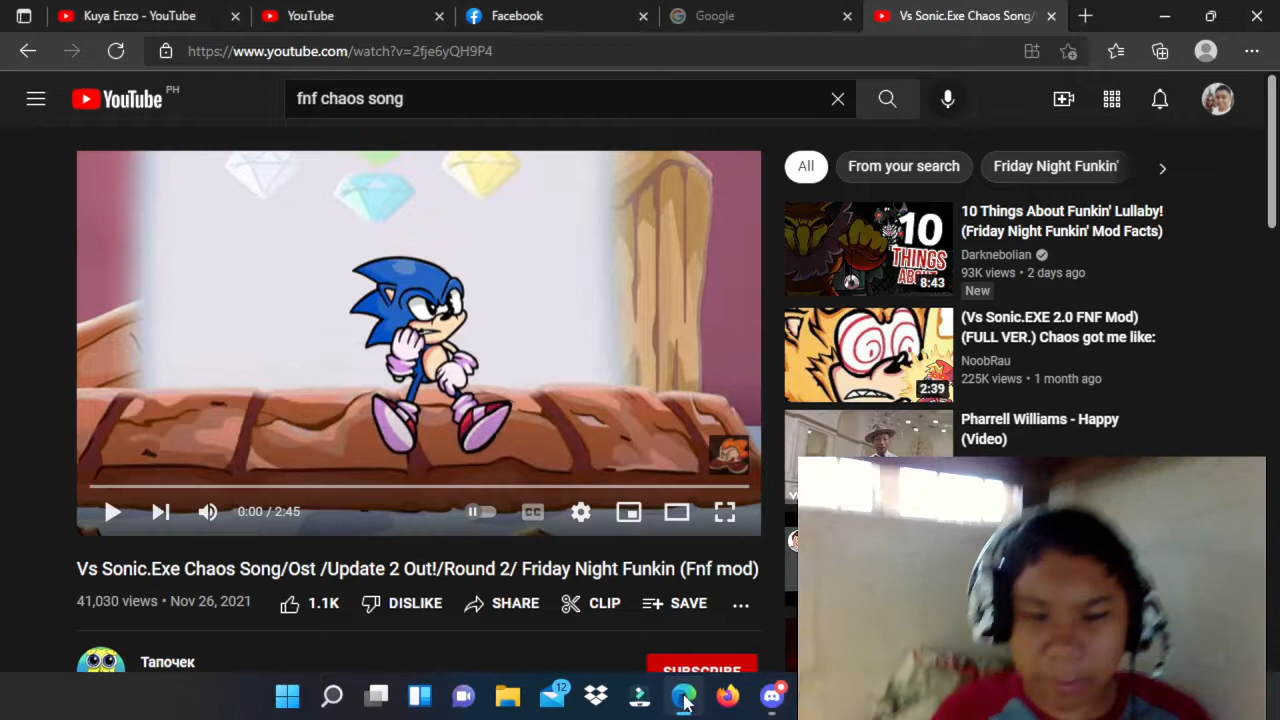 Kuya Enzo - YouTube
YouTube
Facebook
Google
Vs Sonic.Exe Chaos Song/
https://www.youtube.com/watch?v=2fje6yQH9P4
YouTube PH
fnf chaos song
All
From your search
Friday Night Funkin'
10 THINGS
8:43
10 Things About Funkin' Lullaby!
(Friday Night Funkin' Mod Facts)
Darknebolian
93K views • 2 days ago
New
2:39
(Vs Sonic.EXE 2.0 FNF Mod)
(FULL VER.) Chaos got me like:
NoobRau
225K views • 1 month ago
Pharrell Williams - Happy
(Video)
0:00 / 2:45
CC
Vs Sonic.Exe Chaos Song/Ost /Update 2 Out!/Round 2/ Friday Night Funkin (Fnf mod)
41,030 views • Nov 26, 2021
1.1K
DISLIKE
SHARE
CLIP
SAVE
Тапочек
SUBSCRIBE
12